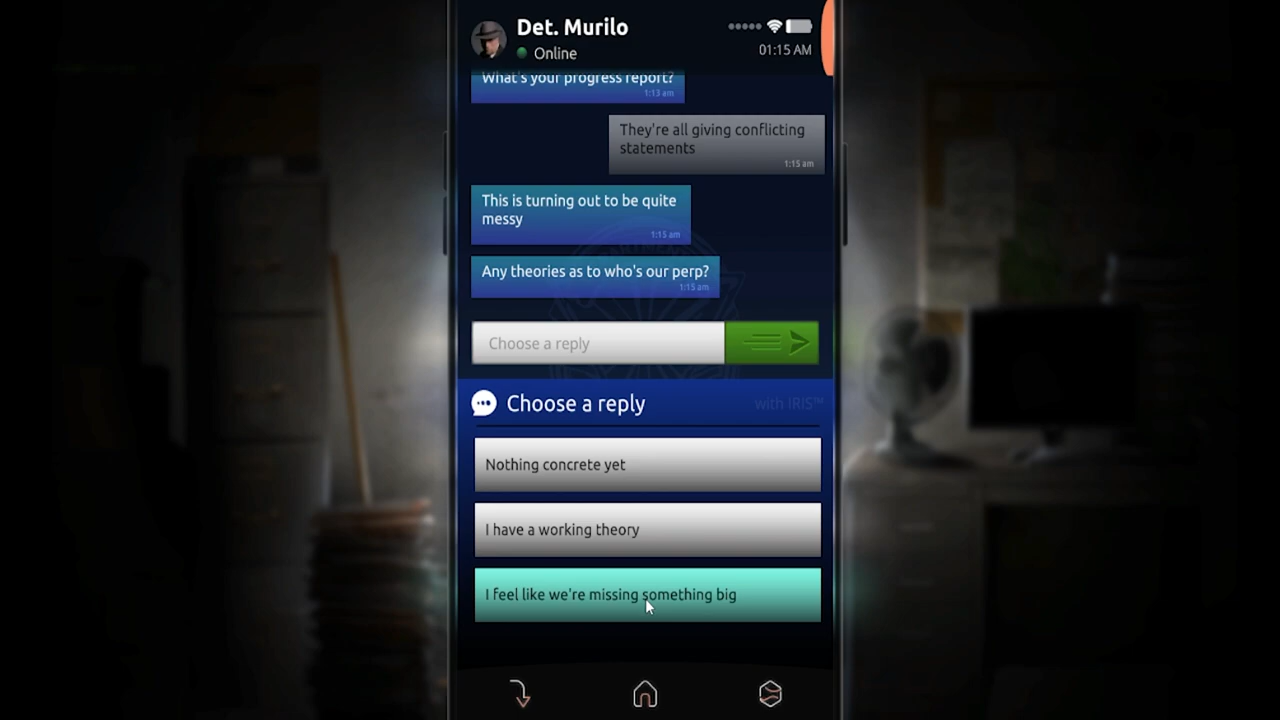 Det. Murilo
Online
01:15 AM
What's your progress report?
1:13 am
They're all giving conflicting
statements
1:15 am
This is turning out to be quite
messy
1:15 am
Any theories as to who's our perp?
1:15 am
Choose a reply
Choose a reply
with IRIS™
Nothing concrete yet
I have a working theory
I feel like we're missing something big